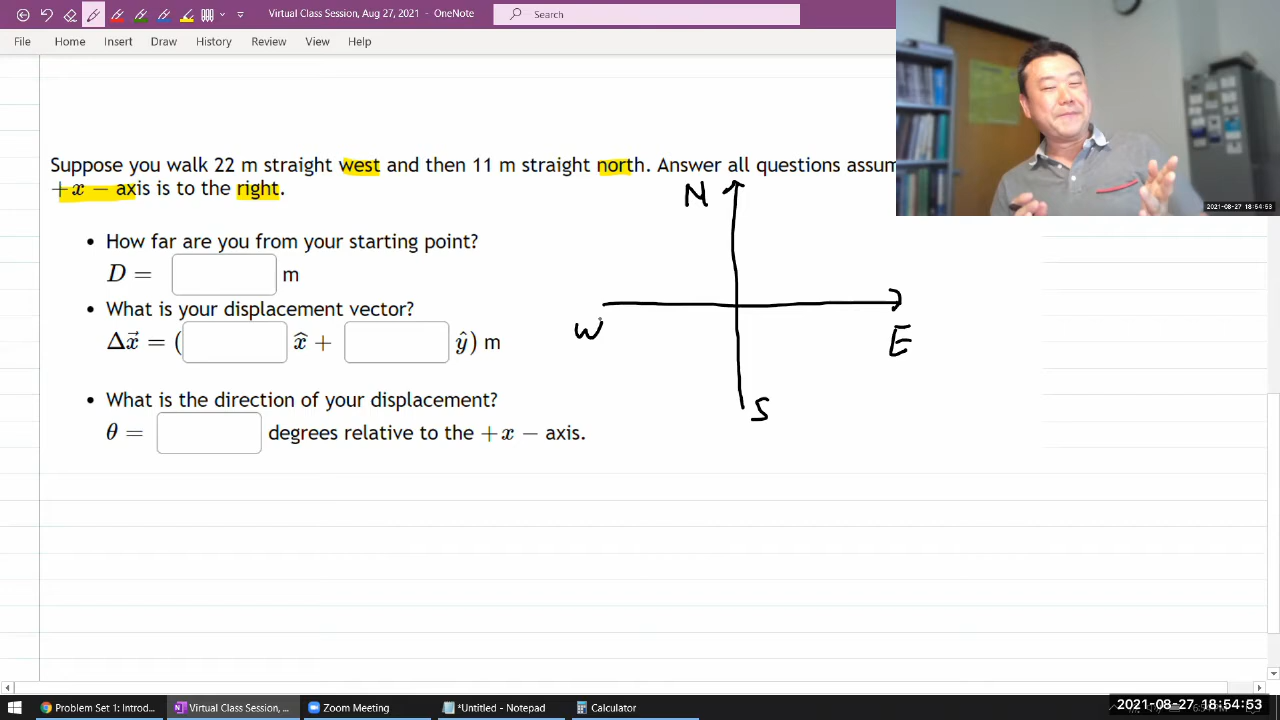 Virtual Class Session, Aug 27, 2021 - OneNote
Search
File Home Insert Draw History Review View Help
Suppose you walk 22 m straight west and then 11 m straight north. Answer all questions assum
+x − axis is to the right.
N
• How far are you from your starting point?
D = m
• What is your displacement vector?
Δx⃗ = ( x̂ + ŷ) m
W
E
• What is the direction of your displacement?
S
θ = degrees relative to the +x − axis.
2021-08-27 18:54:53
Problem Set 1: Introd... Virtual Class Session, ... Zoom Meeting *Untitled - Notepad Calculator
2021-08-27 18:54:53